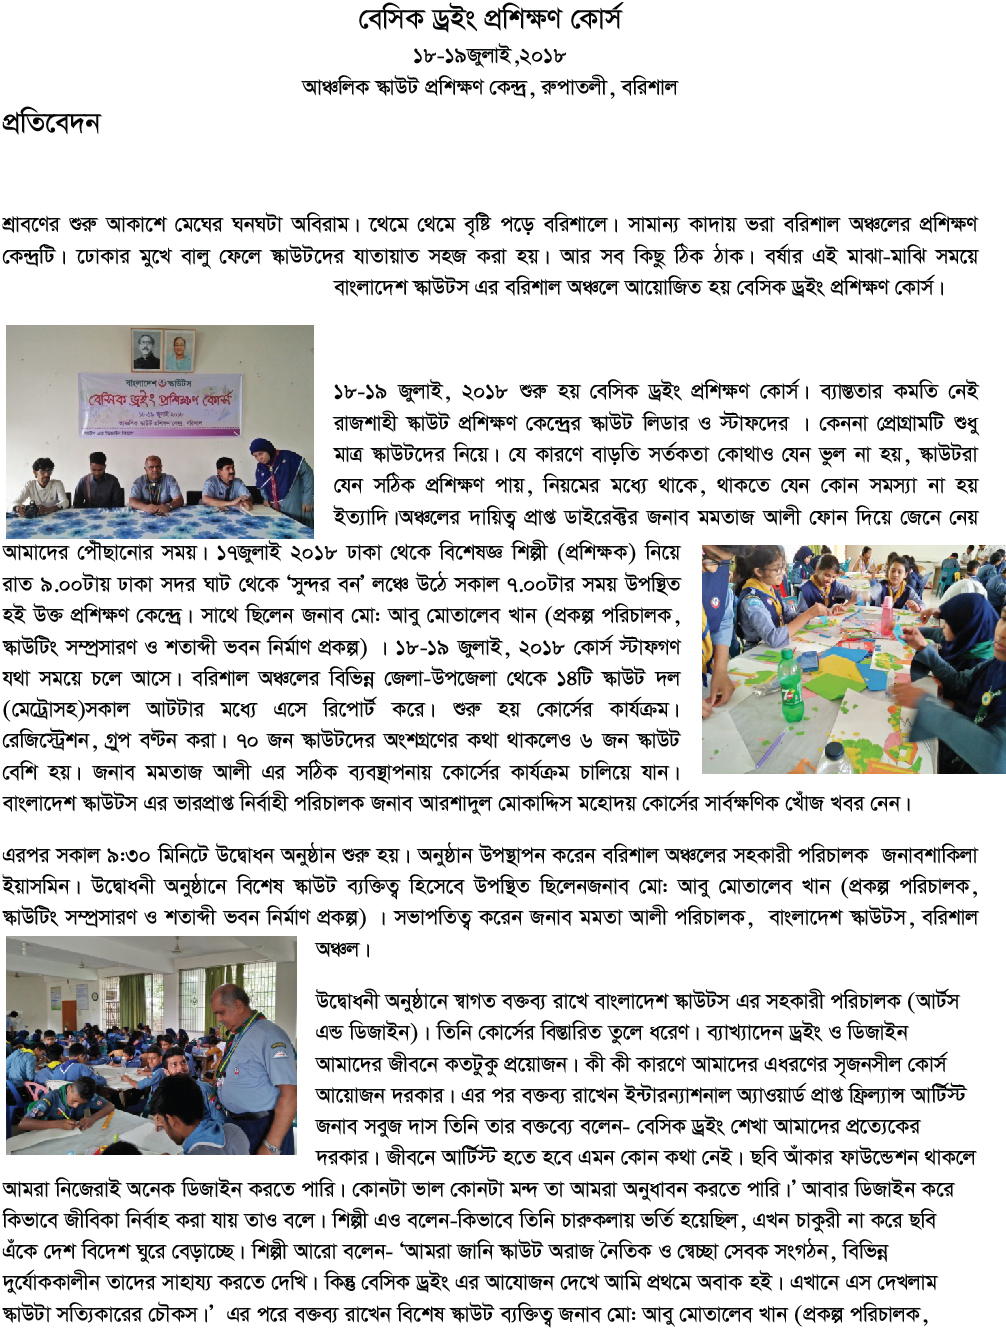 বেসিক ড্রইং প্রশিক্ষণ কোর্স
১৮-১৯জুলাই,২০১৮
আঞ্চলিক স্কাউট প্রশিক্ষণ কেন্দ্র, রুপাতলী, বরিশাল
প্রতিবেদন
শ্রাবণের শুরু আকাশে মেঘের ঘনঘটা অবিরাম। থেমে থেমে বৃষ্টি পড়ে বরিশালে। সামান্য কাদায় ভরা বরিশাল অঞ্চলের প্রশিক্ষণ
কেন্দ্রটি। ঢোকার মুখে বালু ফেলে স্কাউটদের যাতায়াত সহজ করা হয়। আর সব কিছু ঠিক ঠাক। বর্ষার এই মাঝা-মাঝি সময়ে
বাংলাদেশ স্কাউটস এর বরিশাল অঞ্চলে আয়োজিত হয় বেসিক ড্রইং প্রশিক্ষণ কোর্স।
বাংলাদেশ স্কাউটস
বেসিক ড্রইং প্রশিক্ষণ কোর্স
১৮-১৯ জুলাই ২০১৮
আঞ্চলিক স্কাউট প্রশিক্ষণ কেন্দ্র, বরিশাল
১৮-১৯ জুলাই, ২০১৮ শুরু হয় বেসিক ড্রইং প্রশিক্ষণ কোর্স। ব্যাস্ততার কমতি নেই
রাজশাহী স্কাউট প্রশিক্ষণ কেন্দ্রের স্কাউট লিডার ও স্টাফদের । কেননা প্রোগ্রামটি শুধু
মাত্র স্কাউটদের নিয়ে। যে কারণে বাড়তি সর্তকতা কোথাও যেন ভুল না হয়, স্কাউটরা
যেন সঠিক প্রশিক্ষণ পায়, নিয়মের মধ্যে থাকে, থাকতে যেন কোন সমস্যা না হয়
ইত্যাদি।অঞ্চলের দায়িত্ব প্রাপ্ত ডাইরেক্টর জনাব মমতাজ আলী ফোন দিয়ে জেনে নেয়
আমাদের পৌঁছানোর সময়। ১৭জুলাই ২০১৮ ঢাকা থেকে বিশেষজ্ঞ শিল্পী (প্রশিক্ষক) নিয়ে
রাত ৯.০০টায় ঢাকা সদর ঘাট থেকে ‘সুন্দর বন’ লঞ্চে উঠে সকাল ৭.০০টার সময় উপস্থিত
হই উক্ত প্রশিক্ষণ কেন্দ্রে। সাথে ছিলেন জনাব মো: আবু মোতালেব খান (প্রকল্প পরিচালক,
স্কাউটিং সম্প্রসারণ ও শতাব্দী ভবন নির্মাণ প্রকল্প) । ১৮-১৯ জুলাই, ২০১৮ কোর্স স্টাফগণ
যথা সময়ে চলে আসে। বরিশাল অঞ্চলের বিভিন্ন জেলা-উপজেলা থেকে ১৪টি স্কাউট দল
(মেট্রোসহ)সকাল আটটার মধ্যে এসে রিপোর্ট করে। শুরু হয় কোর্সের কার্যক্রম।
রেজিস্ট্রেশন, গ্রুপ বণ্টন করা। ৭০ জন স্কাউটদের অংশগ্রণের কথা থাকলেও ৬ জন স্কাউট
বেশি হয়। জনাব মমতাজ আলী এর সঠিক ব্যবস্থাপনায় কোর্সের কার্যক্রম চালিয়ে যান।
বাংলাদেশ স্কাউটস এর ভারপ্রাপ্ত নির্বাহী পরিচালক জনাব আরশাদুল মোকাদ্দিস মহোদয় কোর্সের সার্বক্ষণিক খোঁজ খবর নেন।
এরপর সকাল ৯:৩০ মিনিটে উদ্বোধন অনুষ্ঠান শুরু হয়। অনুষ্ঠান উপস্থাপন করেন বরিশাল অঞ্চলের সহকারী পরিচালক জনাবশাকিলা
ইয়াসমিন। উদ্বোধনী অনুষ্ঠানে বিশেষ স্কাউট ব্যক্তিত্ব হিসেবে উপস্থিত ছিলেনজনাব মো: আবু মোতালেব খান (প্রকল্প পরিচালক,
স্কাউটিং সম্প্রসারণ ও শতাব্দী ভবন নির্মাণ প্রকল্প) । সভাপতিত্ব করেন জনাব মমতা আলী পরিচালক, বাংলাদেশ স্কাউটস, বরিশাল
অঞ্চল।
উদ্বোধনী অনুষ্ঠানে স্বাগত বক্তব্য রাখে বাংলাদেশ স্কাউটস এর সহকারী পরিচালক (আর্টস
এন্ড ডিজাইন)। তিনি কোর্সের বিস্তারিত তুলে ধরেণ। ব্যাখ্যাদেন ড্রইং ও ডিজাইন
আমাদের জীবনে কতটুকু প্রয়োজন। কী কী কারণে আমাদের এধরণের সৃজনসীল কোর্স
আয়োজন দরকার। এর পর বক্তব্য রাখেন ইন্টারন্যাশনাল অ্যাওয়ার্ড প্রাপ্ত ফ্রিল্যান্স আর্টিস্ট
জনাব সবুজ দাস তিনি তার বক্তব্যে বলেন- বেসিক ড্রইং শেখা আমাদের প্রত্যেকের
দরকার। জীবনে আর্টিস্ট হতে হবে এমন কোন কথা নেই। ছবি আঁকার ফাউন্ডেশন থাকলে
আমরা নিজেরাই অনেক ডিজাইন করতে পারি। কোনটা ভাল কোনটা মন্দ তা আমরা অনুধাবন করতে পারি।’ আবার ডিজাইন করে
কিভাবে জীবিকা নির্বাহ করা যায় তাও বলে। শিল্পী এও বলেন-কিভাবে তিনি চারুকলায় ভর্তি হয়েছিল, এখন চাকুরী না করে ছবি
এঁকে দেশ বিদেশ ঘুরে বেড়াচ্ছে। শিল্পী আরো বলেন- ‘আমরা জানি স্কাউট অরাজ নৈতিক ও স্বেচ্ছা সেবক সংগঠন, বিভিন্ন
দুর্যোককালীন তাদের সাহায্য করতে দেখি। কিন্তু বেসিক ড্রইং এর আযোজন দেখে আমি প্রথমে অবাক হই। এখানে এস দেখলাম
স্কাউটা সত্যিকারের চৌকস।’ এর পরে বক্তব্য রাখেন বিশেষ স্কাউট ব্যক্তিত্ব জনাব মো: আবু মোতালেব খান (প্রকল্প পরিচালক,